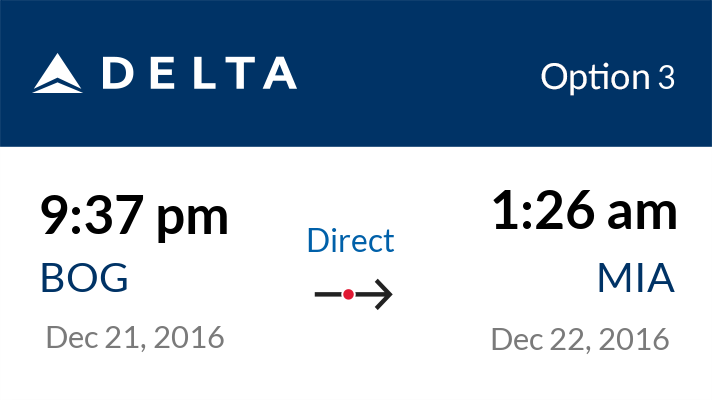 DELTA
Option 3
9:37 pm
1:26 am
Direct
BOG
MIA
Dec 21, 2016
Dec 22, 2016